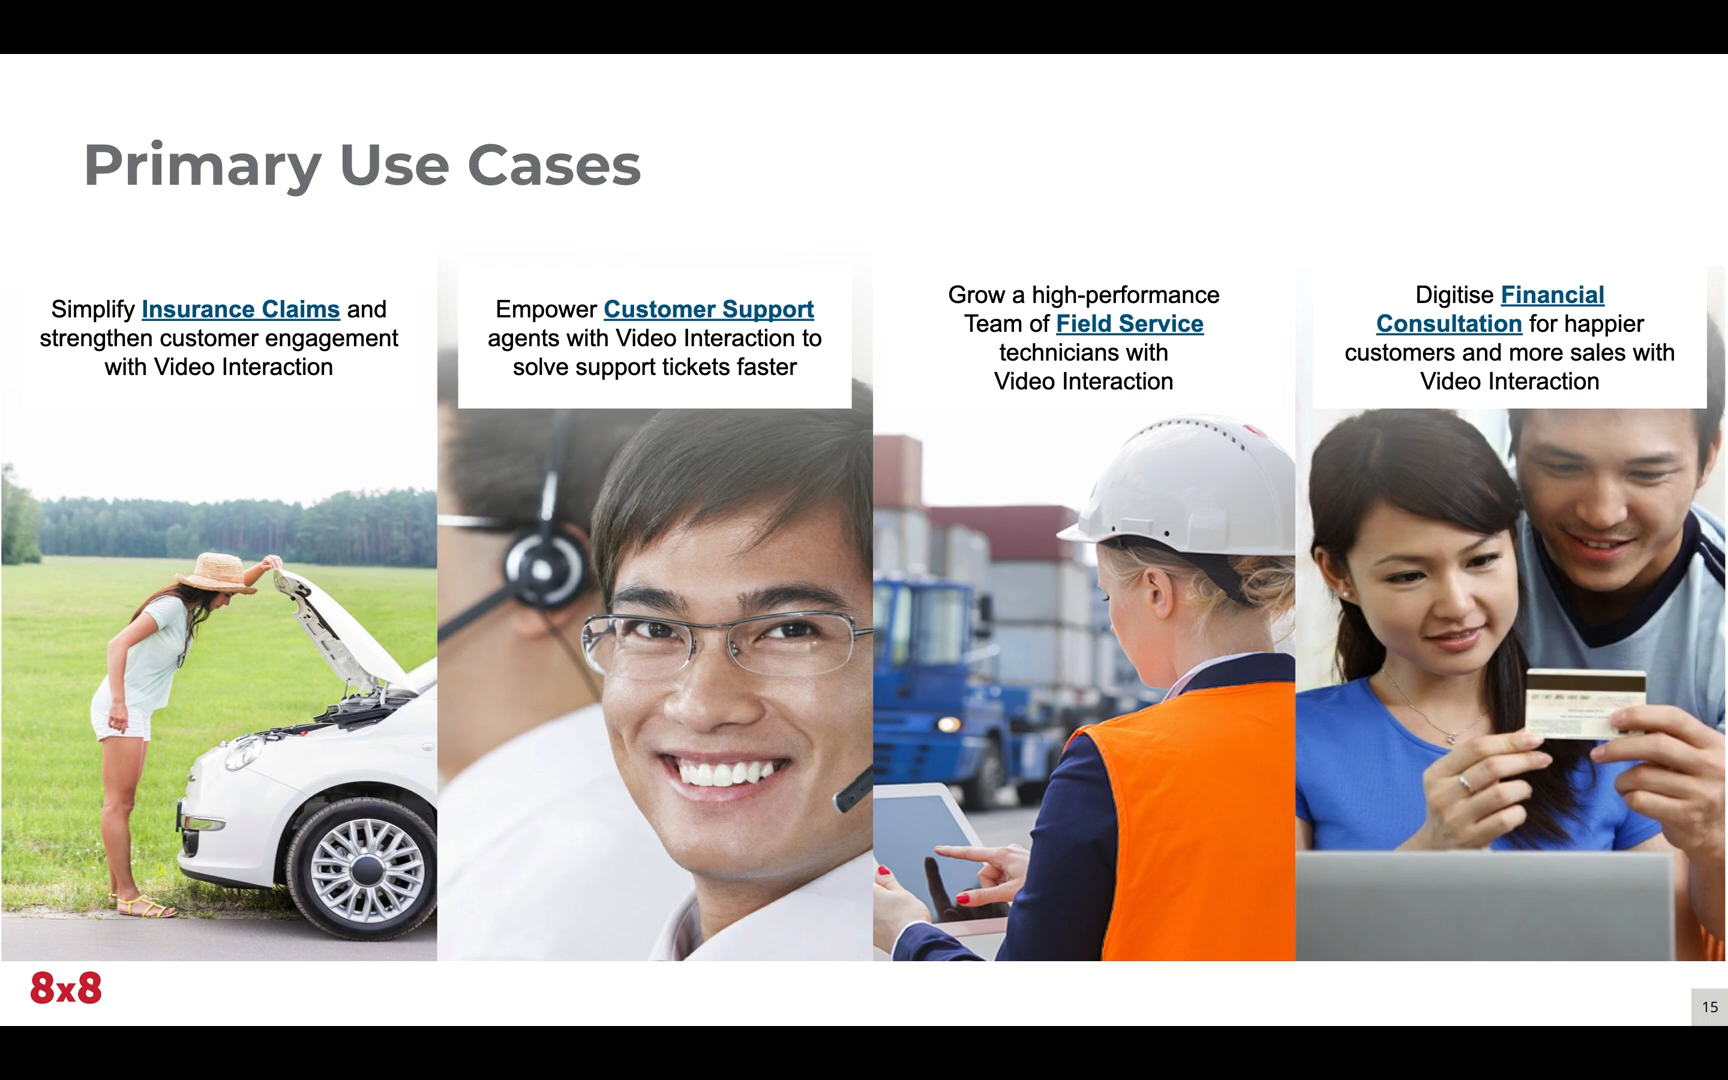 Primary Use Cases
Simplify Insurance Claims and
strengthen customer engagement
with Video Interaction
Empower Customer Support
agents with Video Interaction to
solve support tickets faster
Grow a high-performance
Team of Field Service
technicians with
Video Interaction
Digitise Financial
Consultation for happier
customers and more sales with
Video Interaction
8x8
15